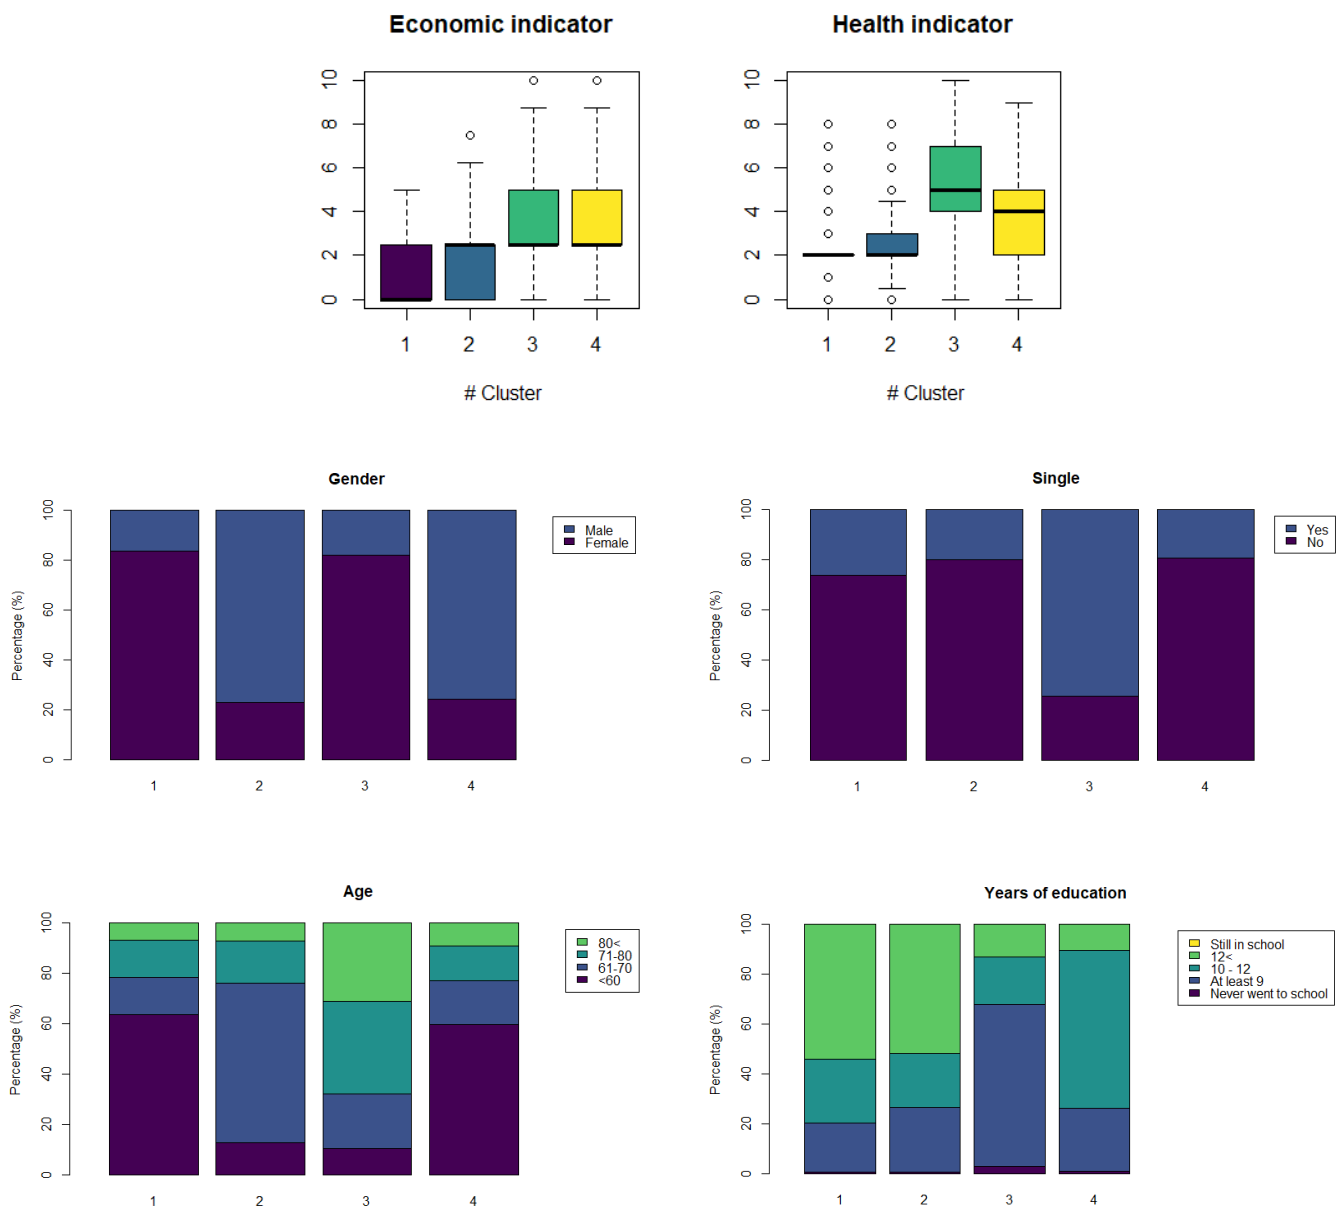 Economic indicator
Health indicator
10
8
6
4
2
0
1 2 3 4
# Cluster
10
8
6
4
2
0
1 2 3 4
# Cluster
Gender
Percentage (%)
100
80
60
40
20
0
1 2 3 4
Male
Female
Single
Percentage (%)
100
80
60
40
20
0
1 2 3 4
Yes
No
Age
Percentage (%)
100
80
60
40
20
0
1 2 3 4
80<
71-80
61-70
<60
Years of education
Percentage (%)
100
80
60
40
20
0
1 2 3 4
Still in school
12<
10 - 12
At least 9
Never went to school